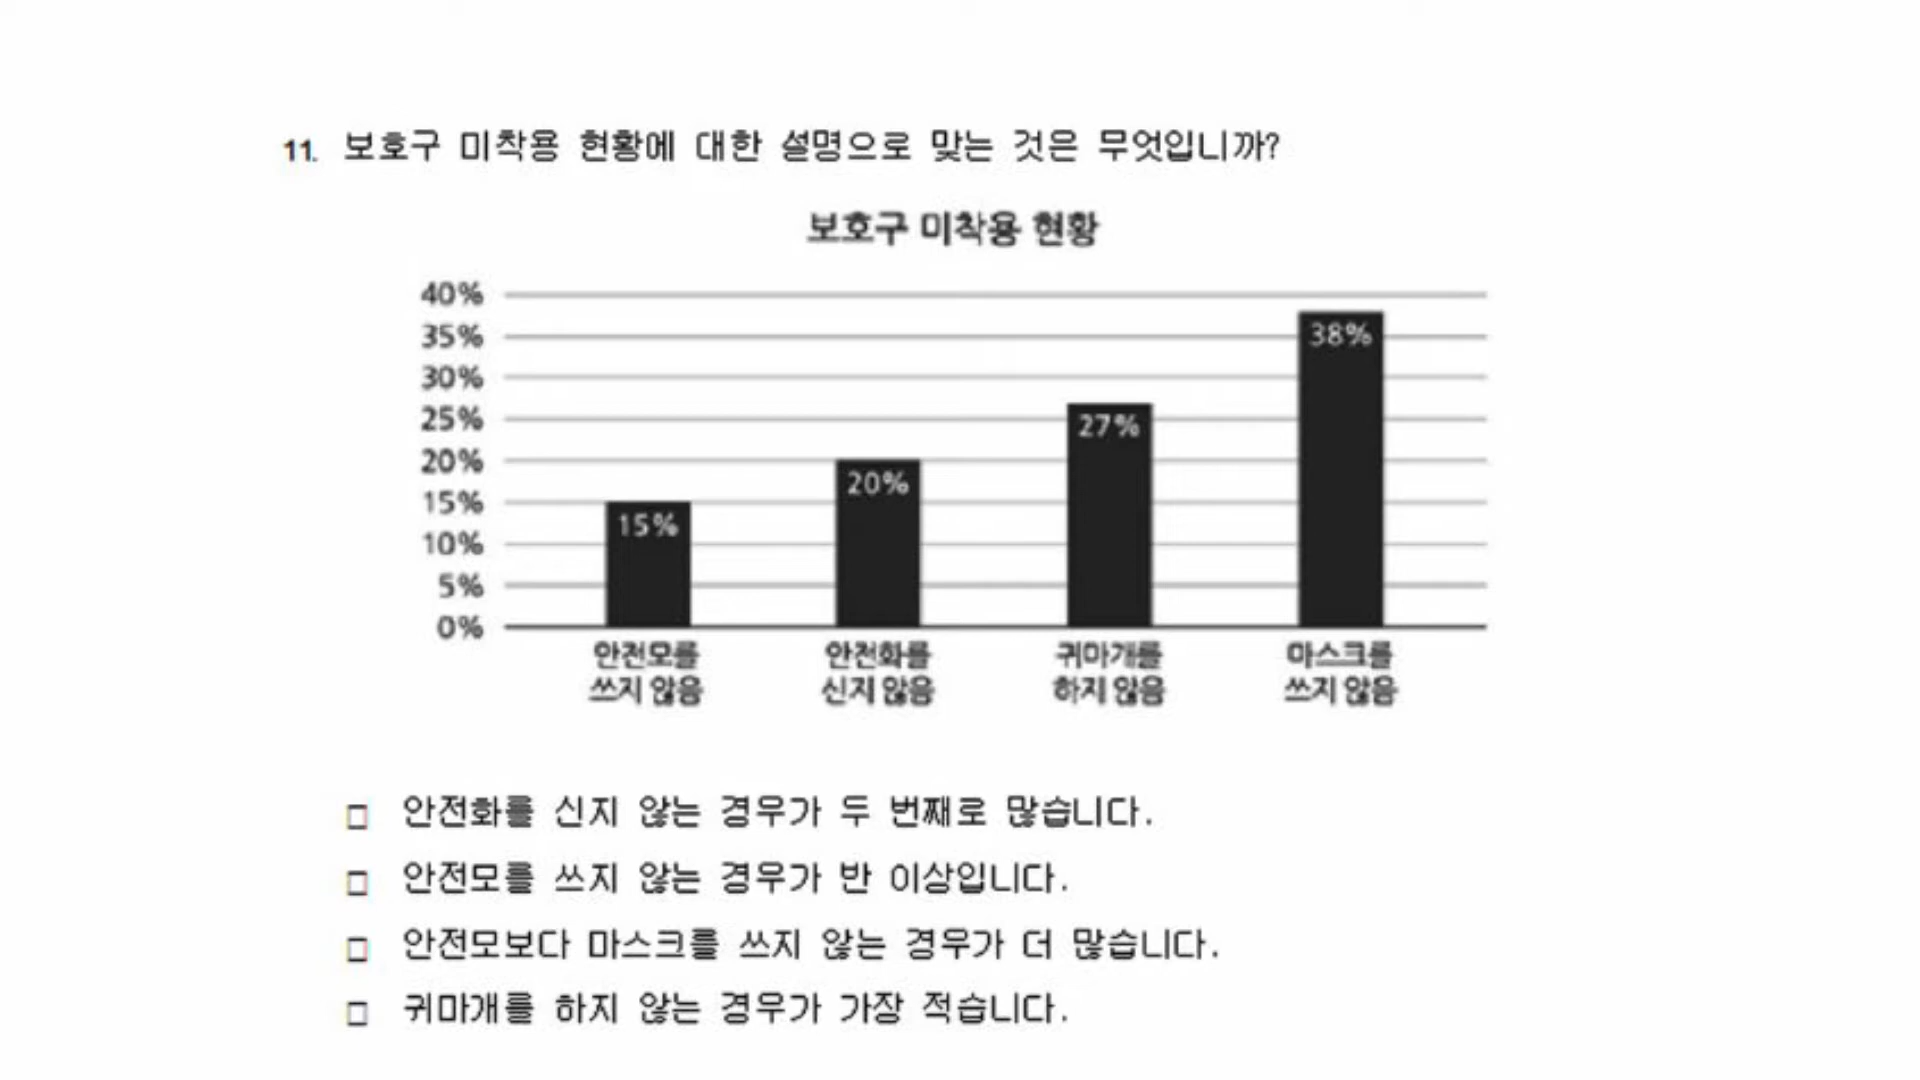 11. 보호구 미착용 현황에 대한 설명으로 맞는 것은 무엇입니까?
보호구 미착용 현황
40%
35%
30%
25%
20%
15%
10%
5%
0%
15%
20%
27%
38%
안전모를
쓰지 않음
안전화를
신지 않음
귀마개를
하지 않음
마스크를
쓰지 않음
□ 안전화를 신지 않는 경우가 두 번째로 많습니다.
□ 안전모를 쓰지 않는 경우가 반 이상입니다.
□ 안전모보다 마스크를 쓰지 않는 경우가 더 많습니다.
□ 귀마개를 하지 않는 경우가 가장 적습니다.